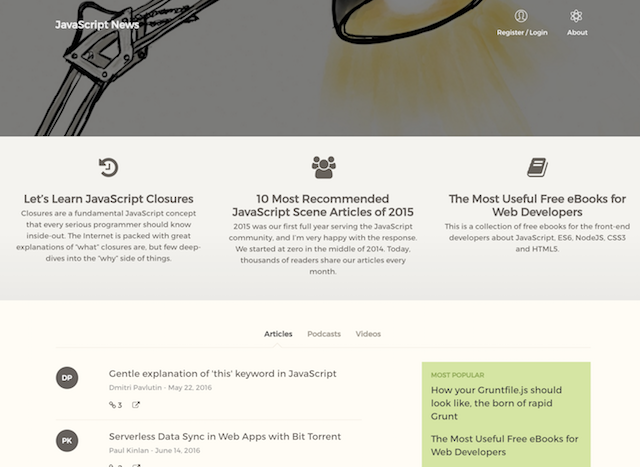 JavaScript News
Register / Login
About
Let's Learn JavaScript Closures
Closures are a fundamental JavaScript concept
that every serious programmer should know
inside-out. The Internet is packed with great
explanations of “what” closures are, but few deep-
dives into the “why” side of things.
10 Most Recommended
JavaScript Scene Articles of 2015
2015 was our first full year serving the JavaScript
community, and I'm very happy with the response.
We started at zero in the middle of 2014. Today,
thousands of readers share our articles every
month.
The Most Useful Free eBooks for
Web Developers
This is a collection of free ebooks for the front-end
developers about JavaScript, ES6, NodeJS, CSS3
and HTML5.
Articles
Podcasts
Videos
DP
Gentle explanation of 'this' keyword in JavaScript
Dmitri Pavlutin - May 22, 2016
3
PK
Serverless Data Sync in Web Apps with Bit Torrent
Paul Kinlan - June 14, 2016
MOST POPULAR
How your Gruntfile.js should
look like, the born of rapid
Grunt
The Most Useful Free eBooks for
Web Developers